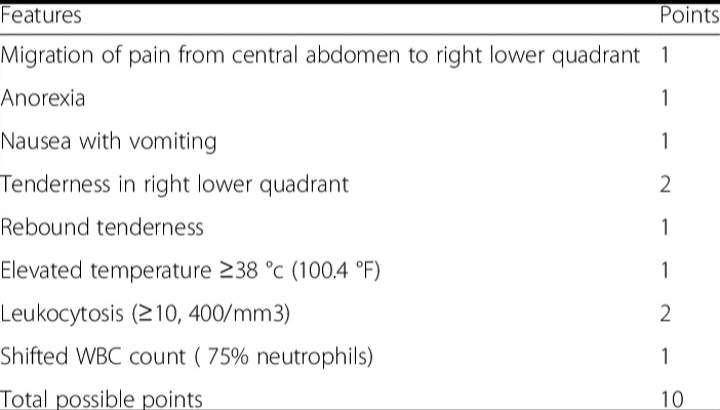 Features Points
Migration of pain from central abdomen to right lower quadrant 1
Anorexia 1
Nausea with vomiting 1
Tenderness in right lower quadrant 2
Rebound tenderness 1
Elevated temperature ≥38 °c (100.4 °F) 1
Leukocytosis (≥10, 400/mm3) 2
Shifted WBC count ( 75% neutrophils) 1
Total possible points 10